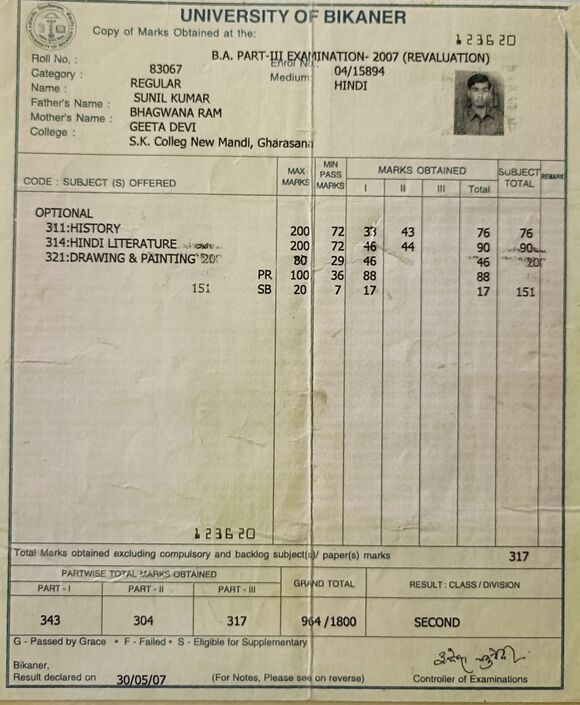 UNIVERSITY OF BIKANER
Copy of Marks Obtained at the:
123620
B.A. PART-III EXAMINATION- 2007 (REVALUATION)
Roll No. : 83067 Enrol No.: 04/15894
Category : REGULAR Medium: HINDI
Name : SUNIL KUMAR
Father's Name : BHAGWANA RAM
Mother's Name : GEETA DEVI
College : S.K. Colleg New Mandi, Gharasana
CODE : SUBJECT (S) OFFERED MAX MARKS MIN PASS MARKS MARKS OBTAINED I II III Total SUBJECT TOTAL REMARK
OPTIONAL
311:HISTORY 200 72 33 43 76 76
314:HINDI LITERATURE 200 72 46 44 90 90
321:DRAWING & PAINTING 200 80 29 46 46 200
PR 100 36 88 88
151 SB 20 7 17 17 151
123620
Total Marks obtained excluding compulsory and backlog subject(s)/ paper(s) marks 317
PARTWISE TOTAL MARKS OBTAINED GRAND TOTAL RESULT : CLASS / DIVISION
PART - I PART - II PART - III
343 304 317 964 /1800 SECOND
G - Passed by Grace * F - Failed * S - Eligible for Supplementary
Bikaner,
Result declared on 30/05/07 (For Notes, Please see on reverse) Controller of Examinations